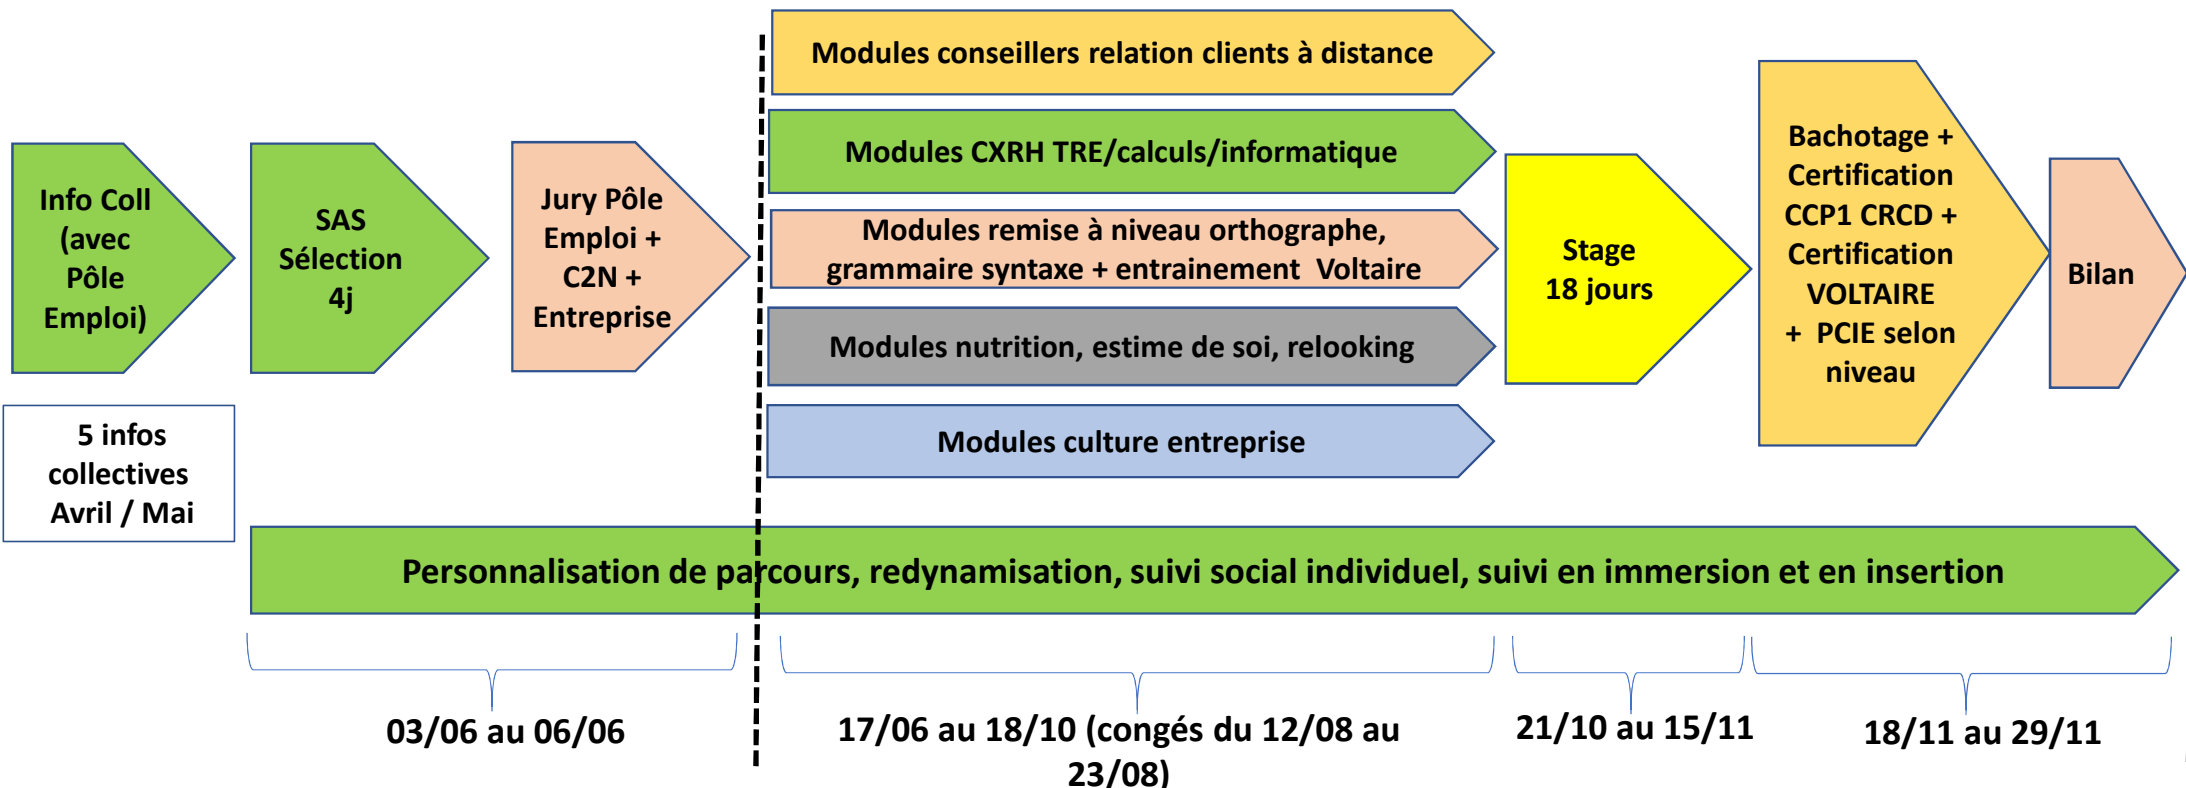 Info Coll
(avec
Pôle
Emploi)
5 infos
collectives
Avril / Mai
SAS
Sélection
4j
Jury Pôle
Emploi +
C2N +
Entreprise
Modules conseillers relation clients à distance
Modules CXRH TRE/calculs/informatique
Modules remise à niveau orthographe,
grammaire syntaxe + entrainement Voltaire
Modules nutrition, estime de soi, relooking
Modules culture entreprise
Stage
18 jours
Bachotage +
Certification
CCP1 CRCD +
Certification
VOLTAIRE
+ PCIE selon
niveau
Bilan
Personnalisation de parcours, redynamisation, suivi social individuel, suivi en immersion et en insertion
03/06 au 06/06
17/06 au 18/10 (congés du 12/08 au
23/08)
21/10 au 15/11
18/11 au 29/11